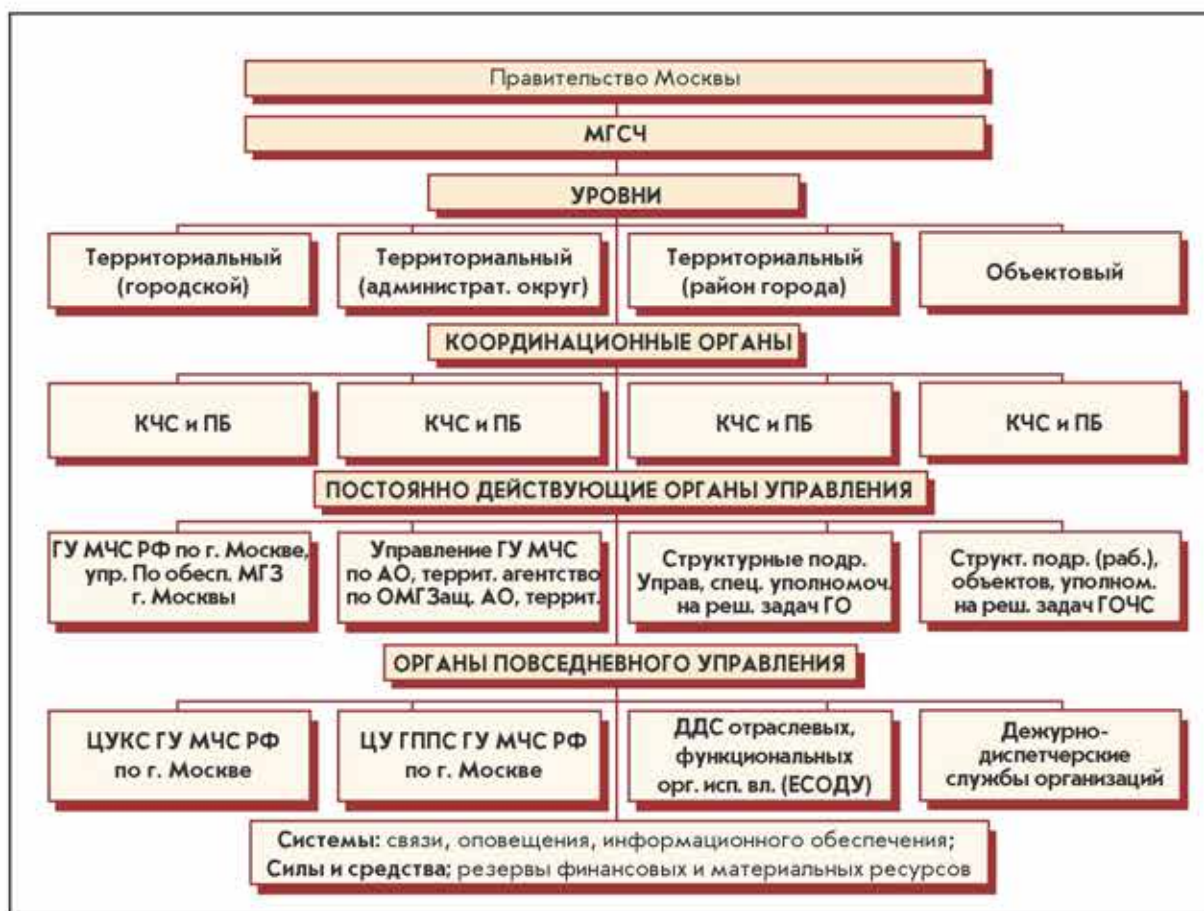 Правительство Москвы
МГСЧ
УРОВНИ
Территориальный
(городской)
Территориальный
(администрат. округ)
Территориальный
(район города)
Объектовый
КООРДИНАЦИОННЫЕ ОРГАНЫ
КЧС и ПБ
КЧС и ПБ
КЧС и ПБ
КЧС и ПБ
ПОСТОЯННО ДЕЙСТВУЮЩИЕ ОРГАНЫ УПРАВЛЕНИЯ
ГУ МЧС РФ по г. Москве,
упр. По обесп. МГЗ
г. Москвы
Управление ГУ МЧС
по АО, террит. агентство
по ОМГЗащ. АО, террит.
Структурные подр.
Управ, спец. уполномоч.
на реш. задач ГО
Структ. подр. (раб.),
объектов, уполном.
на реш. задач ГОЧС
ОРГАНЫ ПОВСЕДНЕВНОГО УПРАВЛЕНИЯ
ЦУКС ГУ МЧС РФ
по г. Москве
ЦУ ГППС ГУ МЧС РФ
по г. Москве
ДДС отраслевых,
функциональных
орг. исп. вл. (ЕСОДУ)
Дежурно-
диспетчерские
службы организаций
Системы: связи, оповещения, информационного обеспечения;
Силы и средства; резервы финансовых и материальных ресурсов